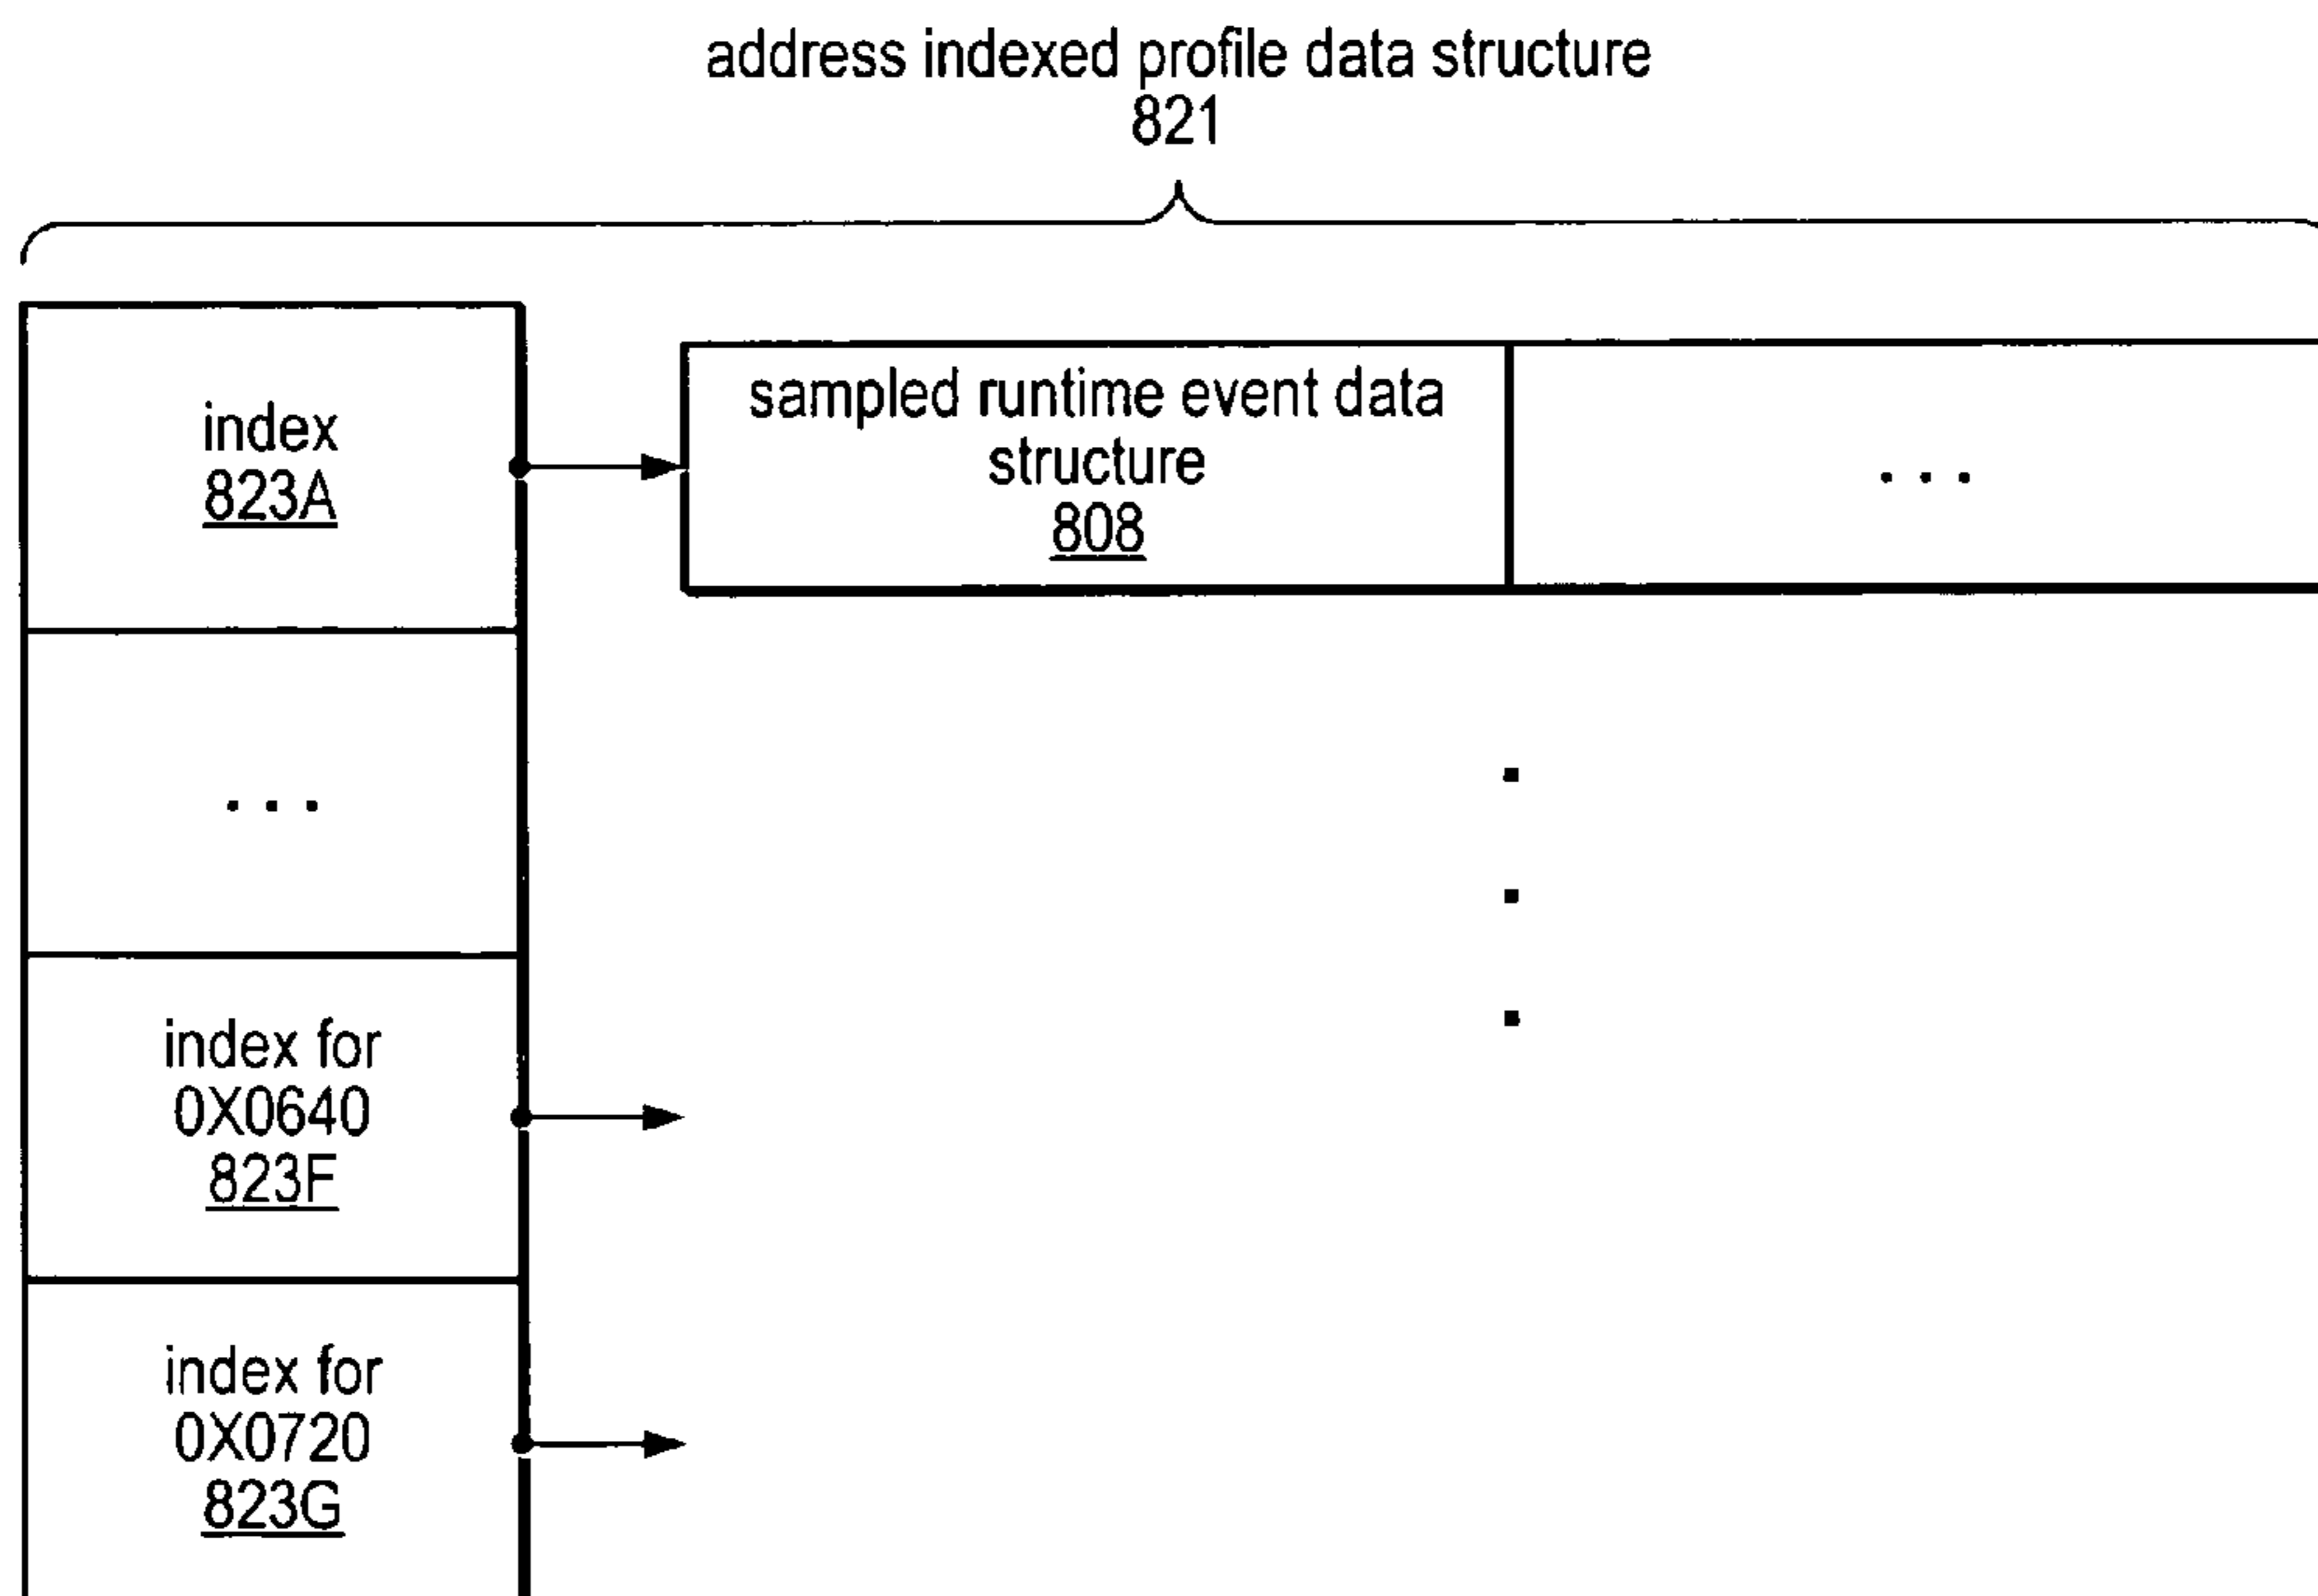 address indexed profile data structure
821
index
823A
sampled runtime event data
structure
808
. . .
. . .
index for
0X0640
823F
index for
0X0720
823G